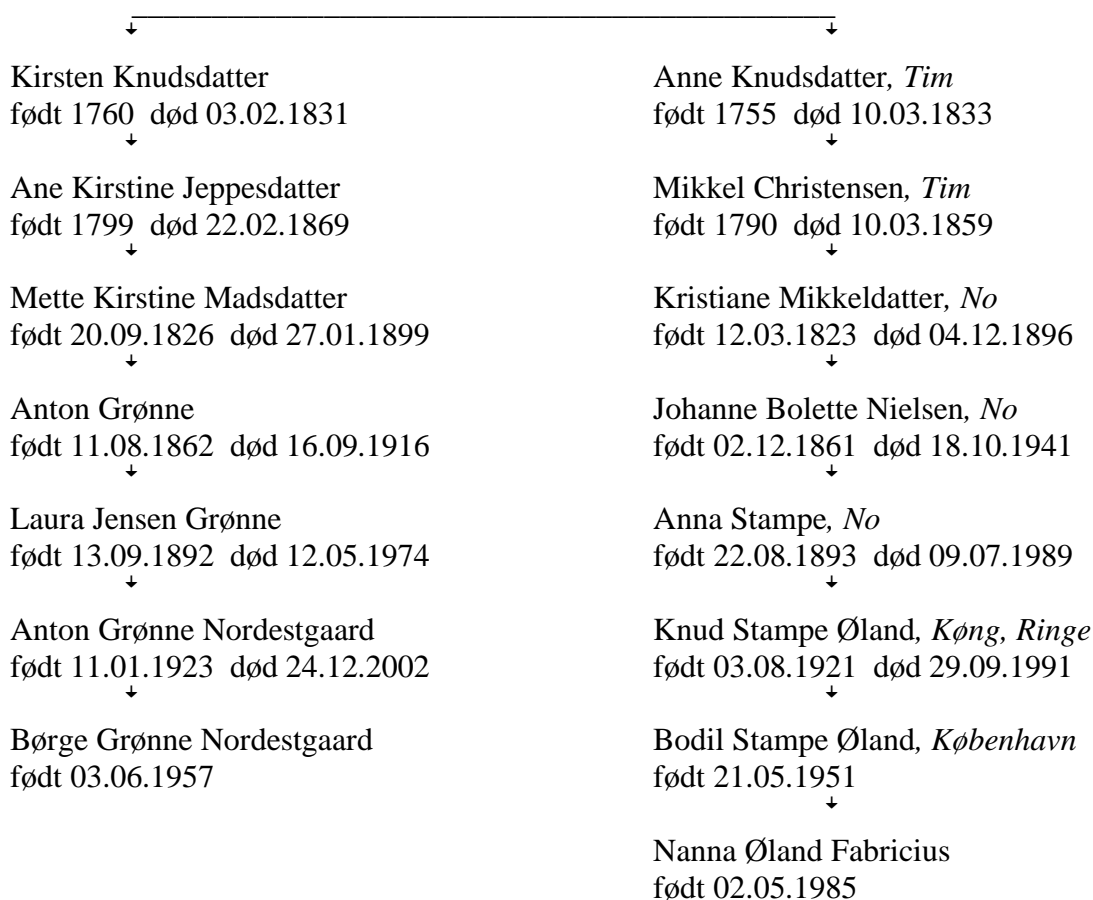 Kirsten Knudsdatter
født 1760 død 03.02.1831
Ane Kirstine Jeppesdatter
født 1799 død 22.02.1869
Mette Kirstine Madsdatter
født 20.09.1826 død 27.01.1899
Anton Grønne
født 11.08.1862 død 16.09.1916
Laura Jensen Grønne
født 13.09.1892 død 12.05.1974
Anton Grønne Nordestgaard
født 11.01.1923 død 24.12.2002
Børge Grønne Nordestgaard
født 03.06.1957
Anne Knudsdatter, Tim
født 1755 død 10.03.1833
Mikkel Christensen, Tim
født 1790 død 10.03.1859
Kristiane Mikkeldatter, No
født 12.03.1823 død 04.12.1896
Johanne Bolette Nielsen, No
født 02.12.1861 død 18.10.1941
Anna Stampe, No
født 22.08.1893 død 09.07.1989
Knud Stampe Øland, Køng, Ringe
født 03.08.1921 død 29.09.1991
Bodil Stampe Øland, København
født 21.05.1951
Nanna Øland Fabricius
født 02.05.1985